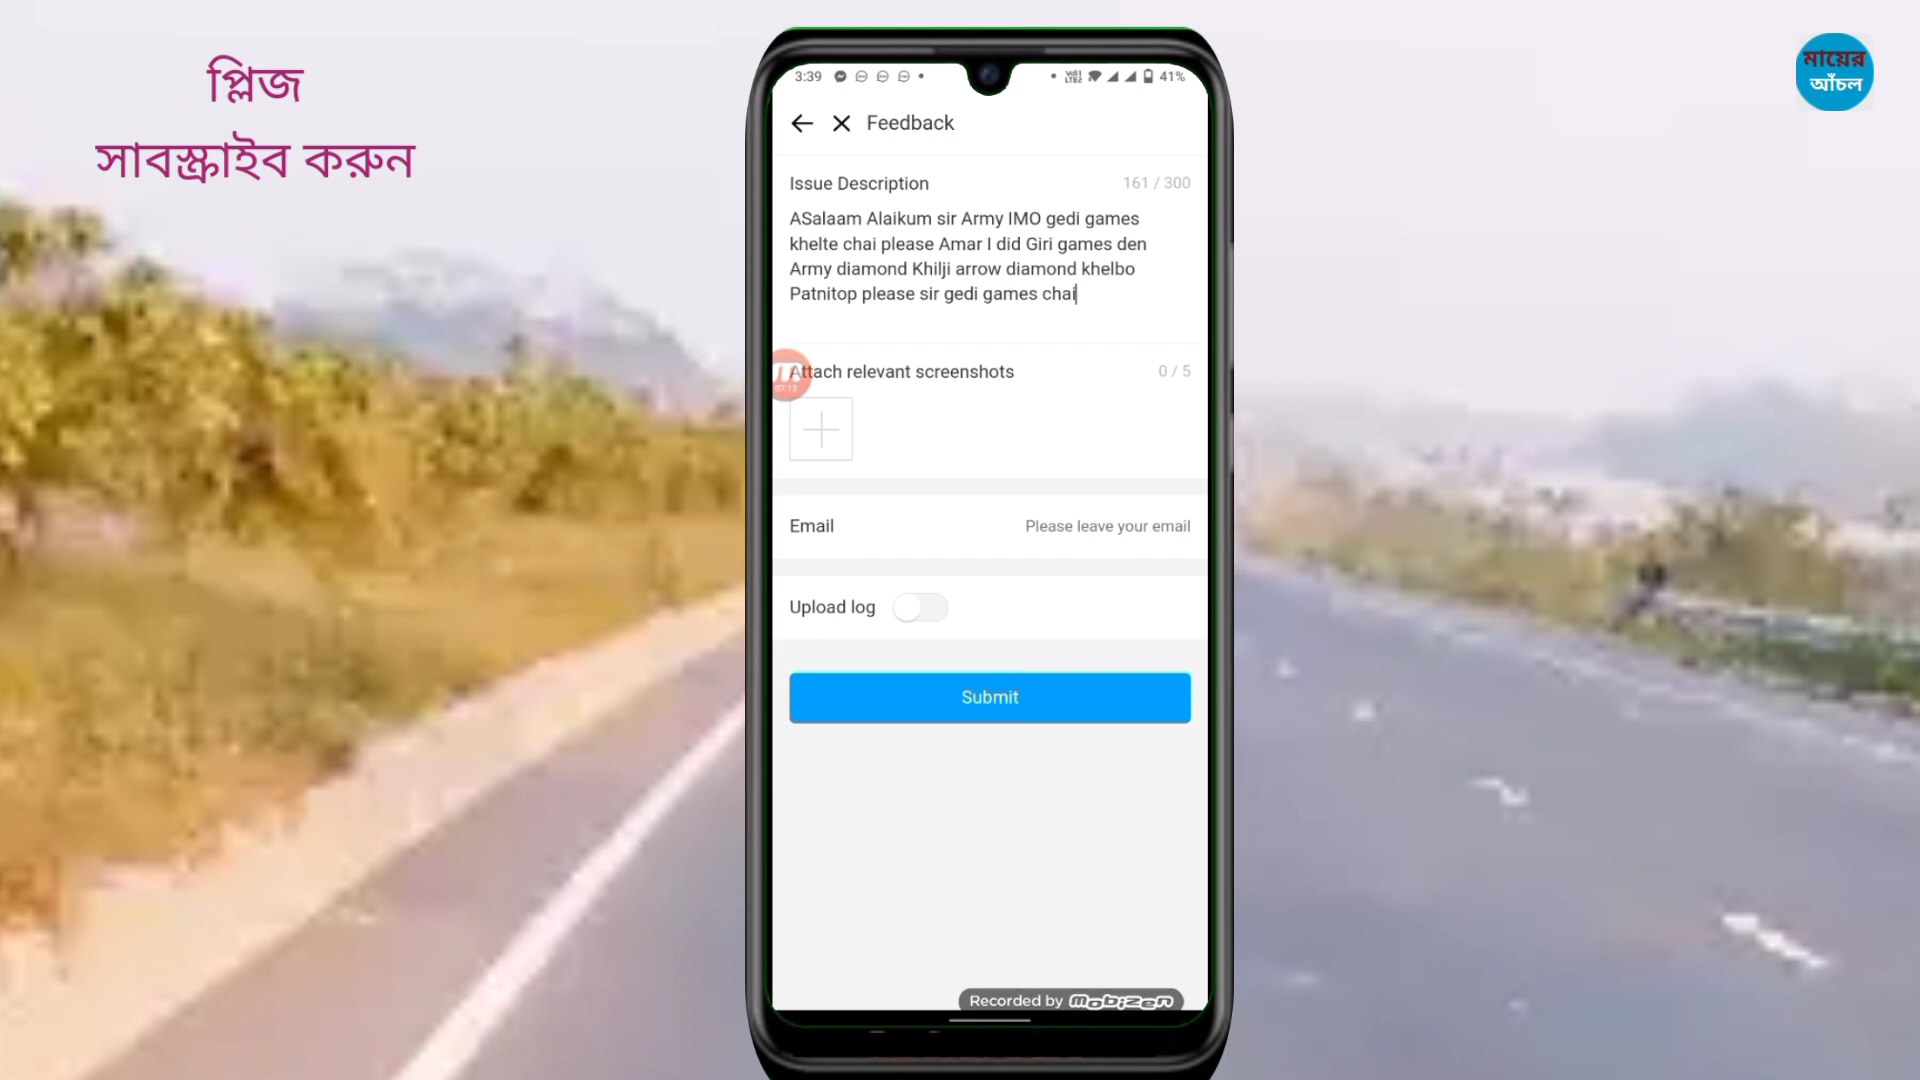 প্লিজ
সাবস্ক্রাইব করুন
মায়ের
আঁচল
3:39
41%
Feedback
Issue Description 161 / 300
ASalaam Alaikum sir Army IMO gedi games
khelte chai please Amar I did Giri games den
Army diamond Khilji arrow diamond khelbo
Patnitop please sir gedi games chai
Attach relevant screenshots 0 / 5
07:13
Email Please leave your email
Upload log
Submit
Recorded by Mobizen